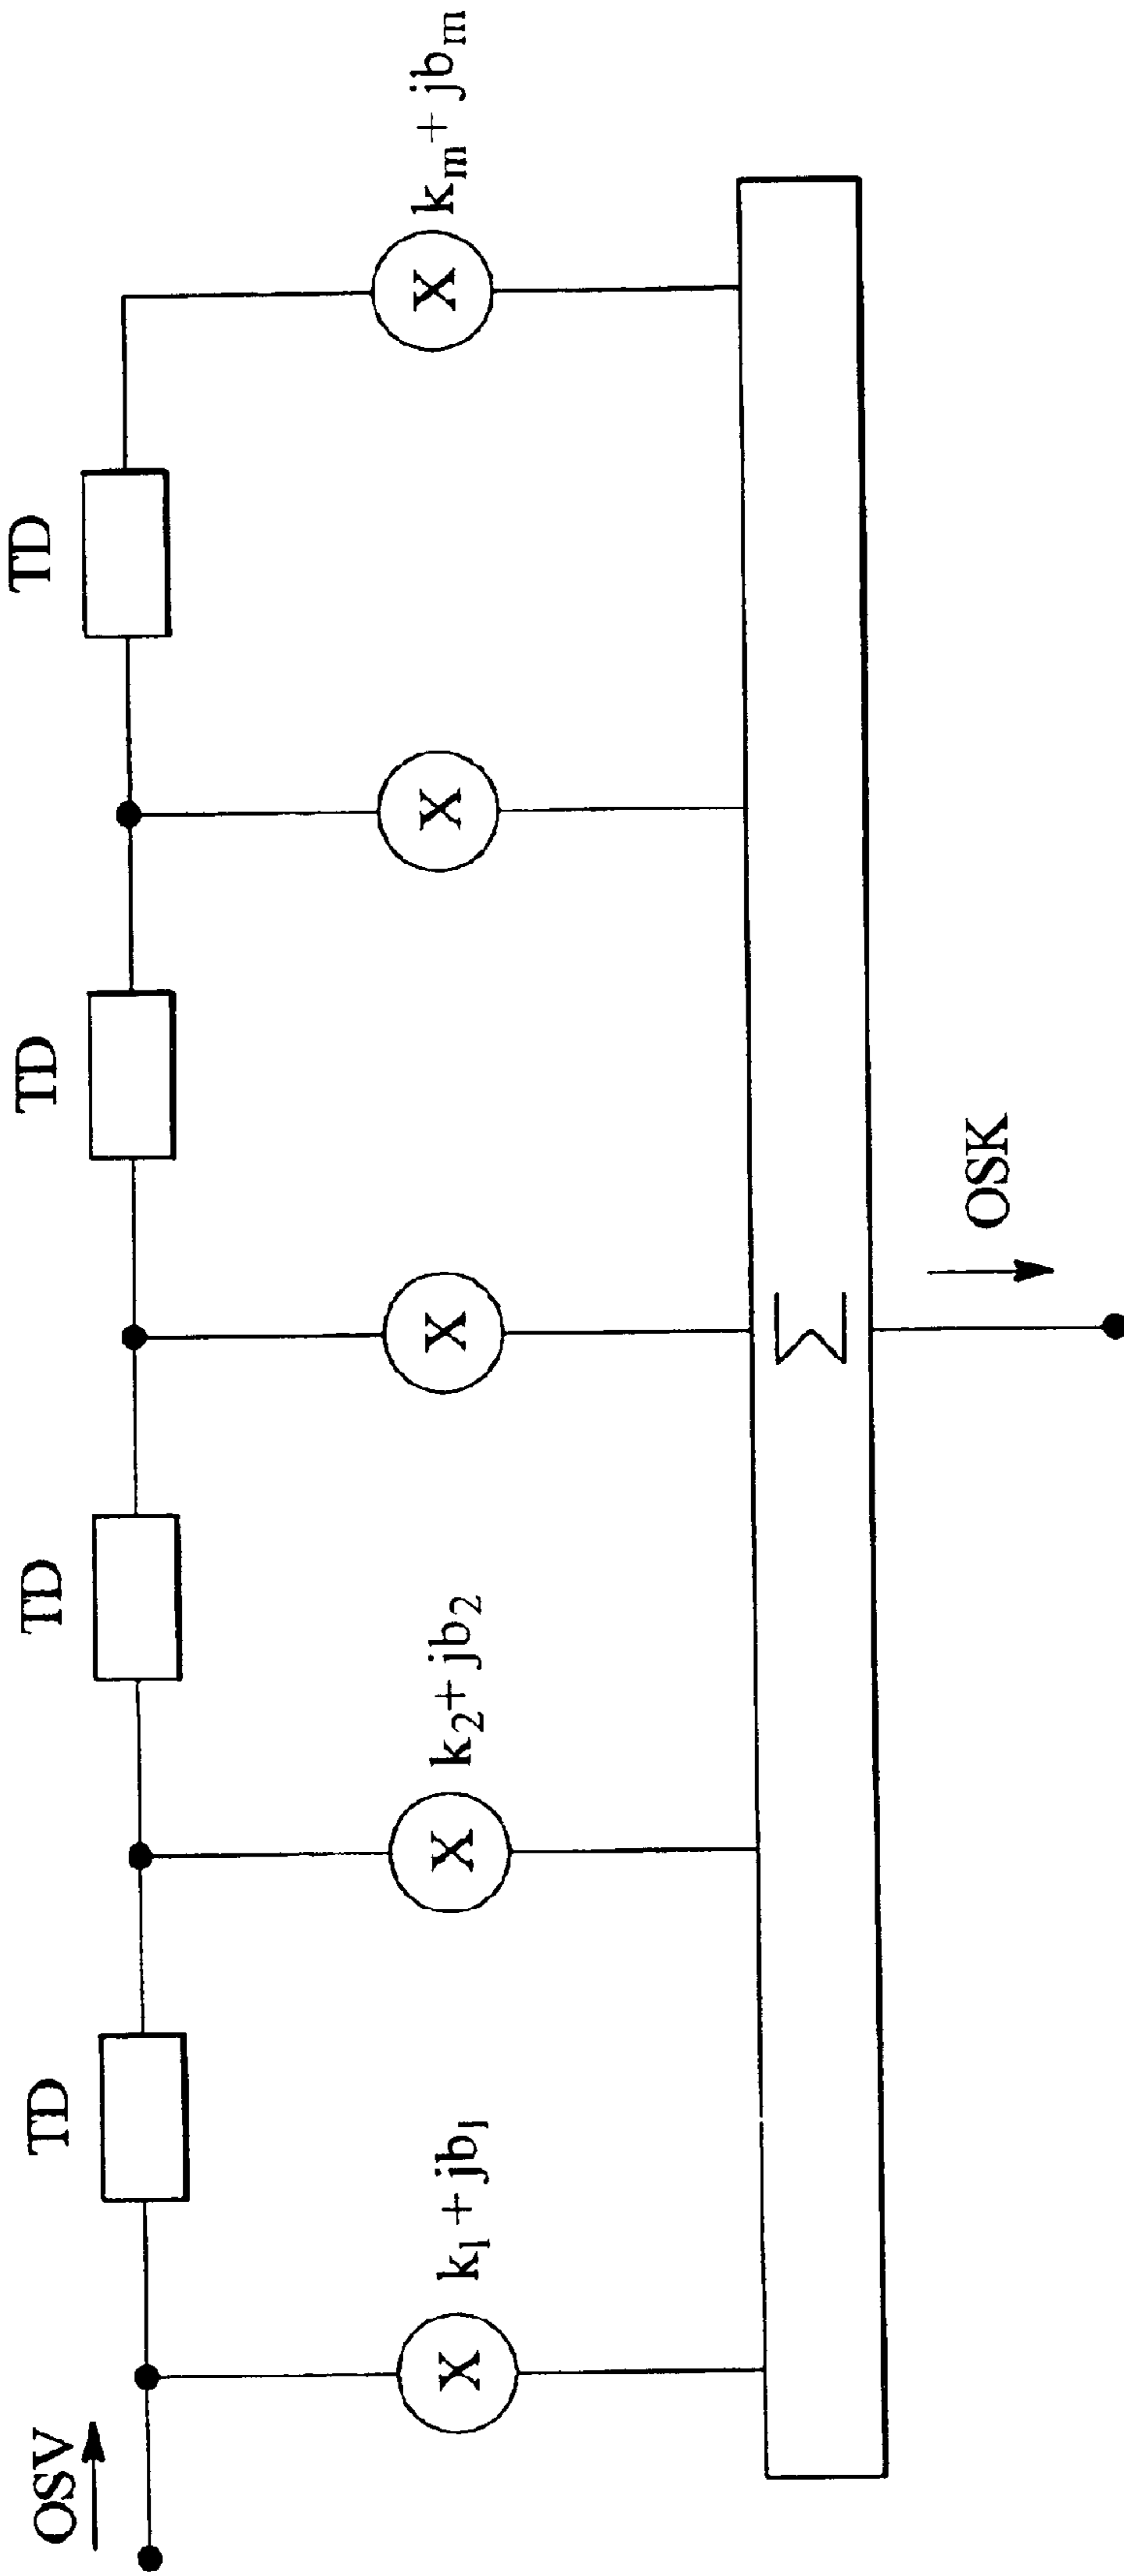 OSV
TD
TD
TD
TD
X
k₁+jb₁
X
k₂+jb₂
X
X
X
kₘ+jbₘ
Σ
OSK